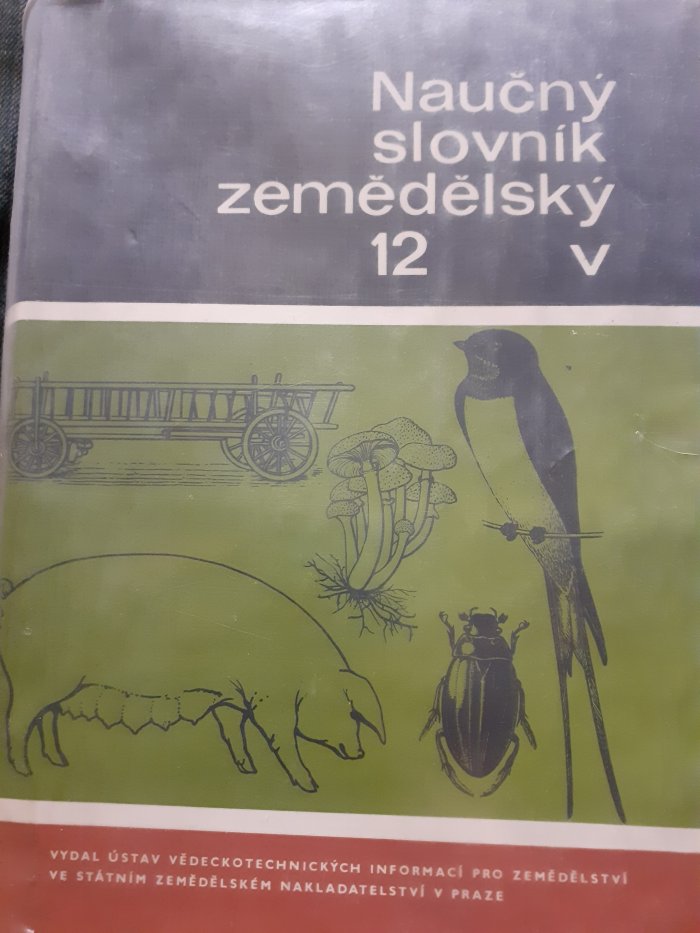 Naučný
slovník
zemědělský
12 v
VYDAL ÚSTAV VĚDECKOTECHNICKÝCH INFORMACÍ PRO ZEMĚDĚLSTVÍ
VE STÁTNÍM ZEMĚDĚLSKÉM NAKLADATELSTVÍ V PRAZE